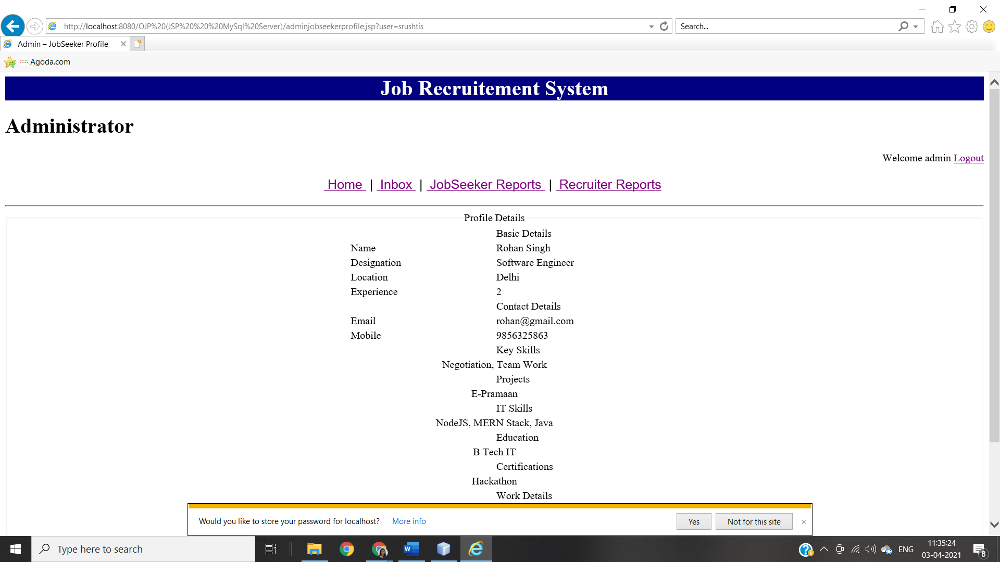 http://localhost:8080/OJP%20(JSP%20%20%20MySql%20Server)/adminjobseekerprofile.jsp?user=srushtis
Search...
Admin – JobSeeker Profile
Agoda.com
Job Recruitement System
Administrator
Welcome admin Logout
Home | Inbox | JobSeeker Reports | Recruiter Reports
Profile Details
Basic Details
Name Rohan Singh
Designation Software Engineer
Location Delhi
Experience 2
Contact Details
Email rohan@gmail.com
Mobile 9856325863
Key Skills
Negotiation, Team Work
Projects
E-Pramaan
IT Skills
NodeJS, MERN Stack, Java
Education
B Tech IT
Certifications
Hackathon
Work Details
Would you like to store your password for localhost? More info Yes Not for this site
Type here to search
ENG
11:35:24
03-04-2021
8